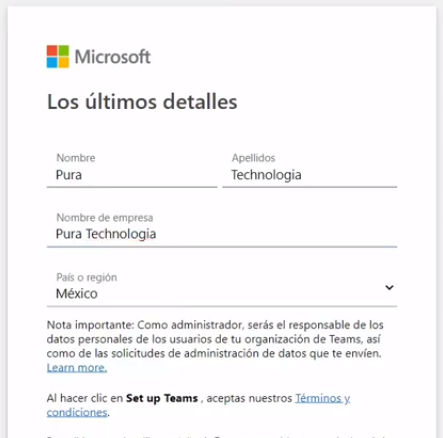 Microsoft
Los últimos detalles
Nombre Apellidos
Pura Technologia
Nombre de empresa
Pura Technologia
País o región
México
Nota importante: Como administrador, serás el responsable de los
datos personales de los usuarios de tu organización de Teams, así
como de las solicitudes de administración de datos que te envíen.
Learn more.
Al hacer clic en Set up Teams , aceptas nuestros Términos y
condiciones.